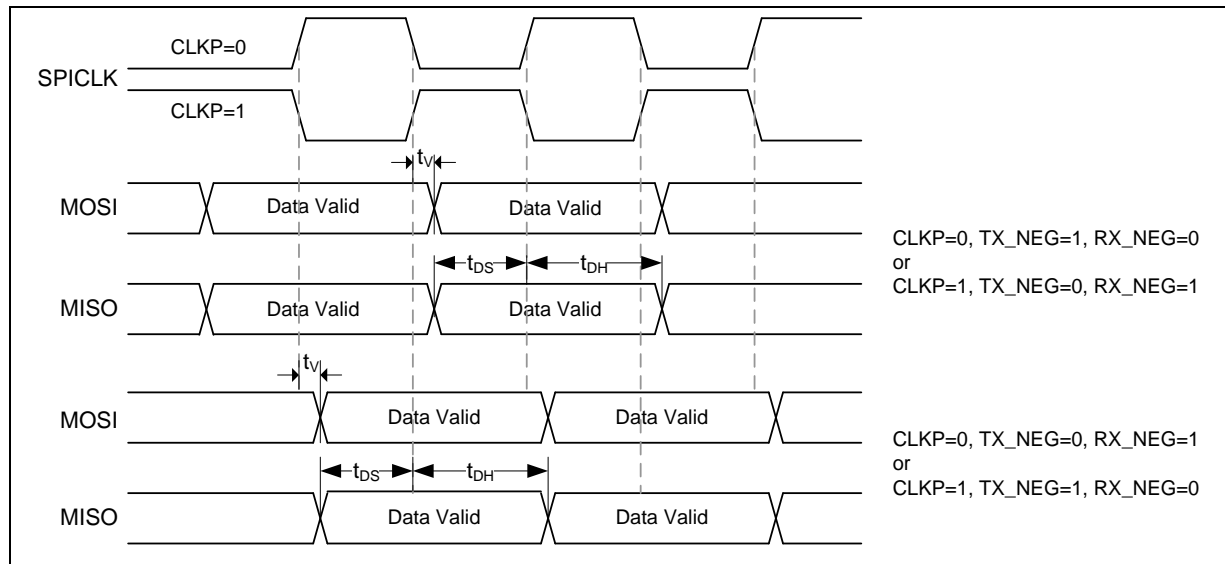 CLKP=0
SPICLK
CLKP=1
tV
MOSI
Data Valid
Data Valid
CLKP=0, TX_NEG=1, RX_NEG=0
or
CLKP=1, TX_NEG=0, RX_NEG=1
tDS
tDH
MISO
Data Valid
Data Valid
tV
MOSI
Data Valid
Data Valid
CLKP=0, TX_NEG=0, RX_NEG=1
or
CLKP=1, TX_NEG=1, RX_NEG=0
tDS
tDH
MISO
Data Valid
Data Valid